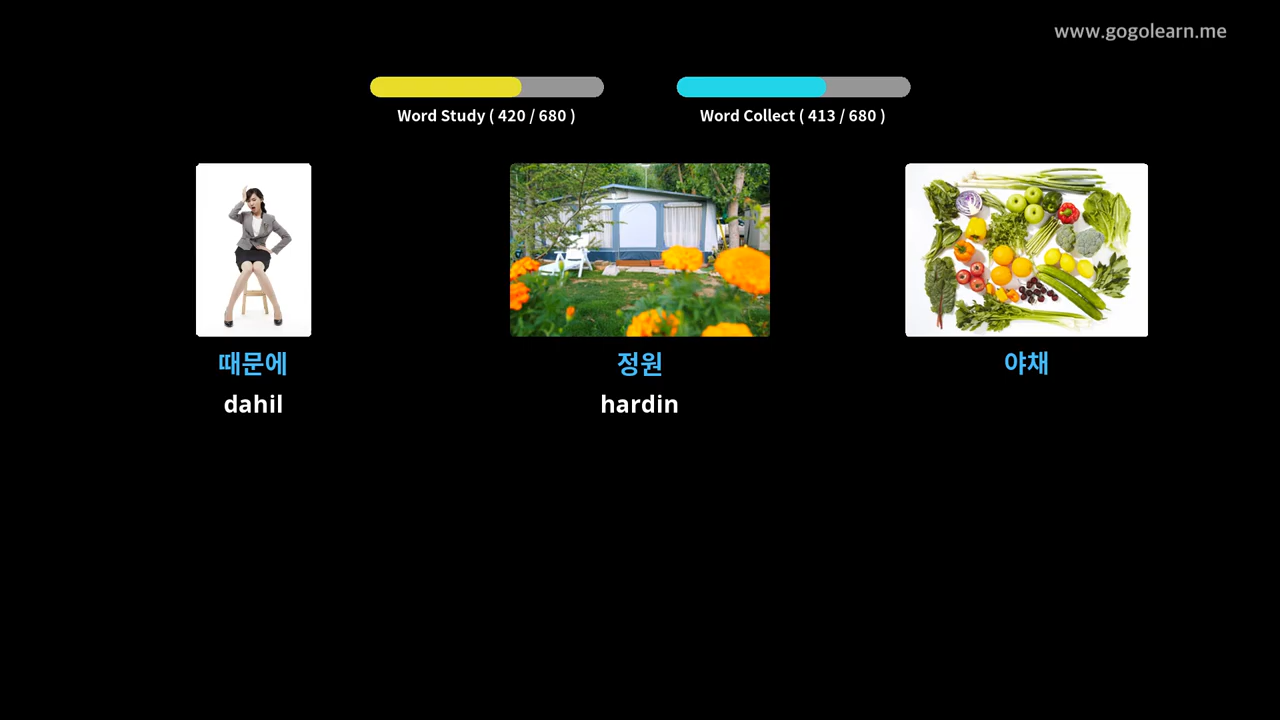 www.gogolearn.me
Word Study ( 420 / 680 )
Word Collect ( 413 / 680 )
때문에
정원
야채
dahil
hardin